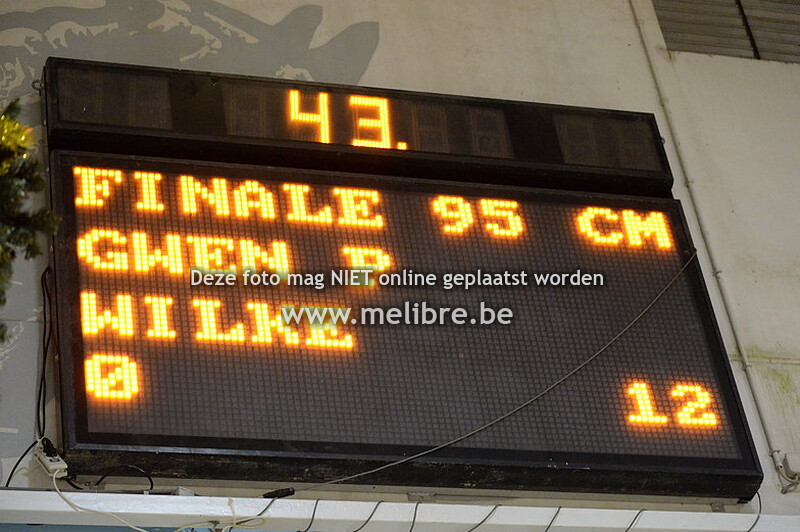 43.
FINALE 95 CM
GWEN P
Deze foto mag NIET online geplaatst worden
www.melibre.be
WILKE
0 12